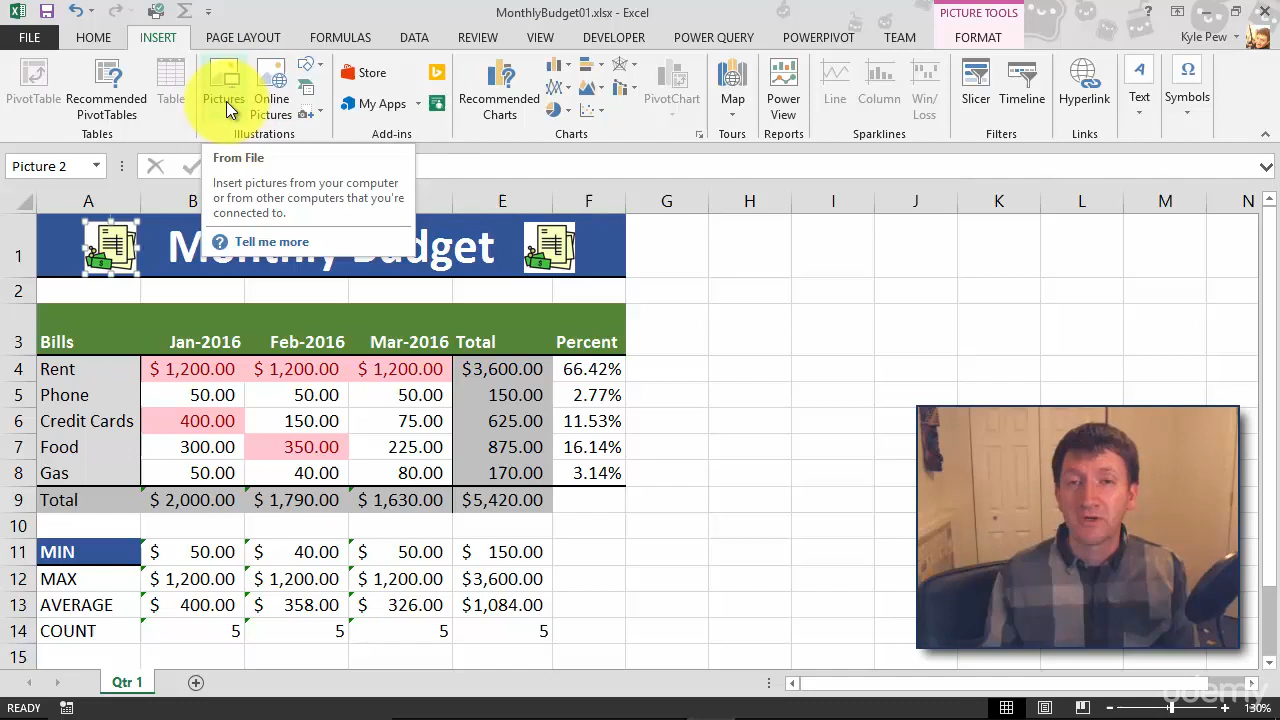 MonthlyBudget01.xlsx - Excel
PICTURE TOOLS
FILE HOME INSERT PAGE LAYOUT FORMULAS DATA REVIEW VIEW DEVELOPER POWER QUERY POWERPIVOT TEAM FORMAT Kyle Pew
PivotTable Recommended PivotTables Table Pictures Online Pictures Store My Apps Recommended Charts PivotChart Map Power View Line Column Win/Loss Slicer Timeline Hyperlink Text Symbols
Tables Illustrations Add-ins Charts Tours Reports Sparklines Filters Links
Picture 2
From File
Insert pictures from your computer
or from other computers that you're
connected to.
Tell me more
A B E F G H I J K L M N
1 Monthly Budget
2
3 Bills Jan-2016 Feb-2016 Mar-2016 Total Percent
4 Rent $ 1,200.00 $ 1,200.00 $ 1,200.00 $3,600.00 66.42%
5 Phone 50.00 50.00 50.00 150.00 2.77%
6 Credit Cards 400.00 150.00 75.00 625.00 11.53%
7 Food 300.00 350.00 225.00 875.00 16.14%
8 Gas 50.00 40.00 80.00 170.00 3.14%
9 Total $ 2,000.00 $ 1,790.00 $ 1,630.00 $5,420.00
10
11 MIN $ 50.00 $ 40.00 $ 50.00 $ 150.00
12 MAX $ 1,200.00 $ 1,200.00 $ 1,200.00 $3,600.00
13 AVERAGE $ 400.00 $ 358.00 $ 326.00 $1,084.00
14 COUNT 5 5 5 5
15
Qtr 1
udemy
READY 130%